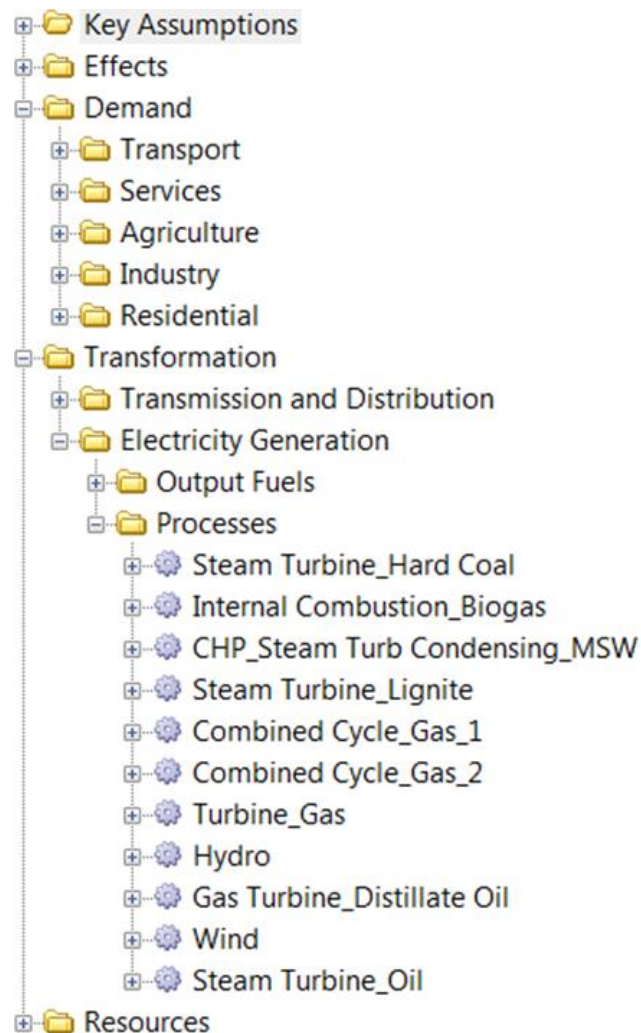 Key Assumptions
Effects
Demand
Transport
Services
Agriculture
Industry
Residential
Transformation
Transmission and Distribution
Electricity Generation
Output Fuels
Processes
Steam Turbine_Hard Coal
Internal Combustion_Biogas
CHP_Steam Turb Condensing_MSW
Steam Turbine_Lignite
Combined Cycle_Gas_1
Combined Cycle_Gas_2
Turbine_Gas
Hydro
Gas Turbine_Distillate Oil
Wind
Steam Turbine_Oil
Resources